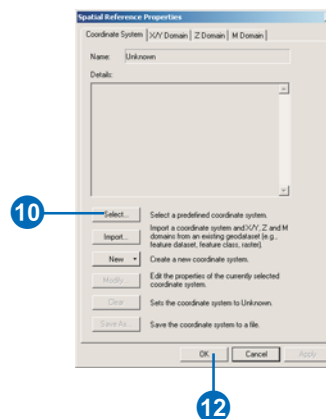 Spatial Reference Properties
Coordinate System X/Y Domain Z Domain M Domain
Name: Unknown
Details:
10
Select... Select a predefined coordinate system.
Import... Import a coordinate system and X/Y, Z and M
domains from an existing geodataset (e.g.,
feature dataset, feature class, raster).
New Create a new coordinate system.
Modify... Edit the properties of the currently selected
coordinate system.
Clear Sets the coordinate system to Unknown.
Save As... Save the coordinate system to a file.
OK Cancel Apply
12